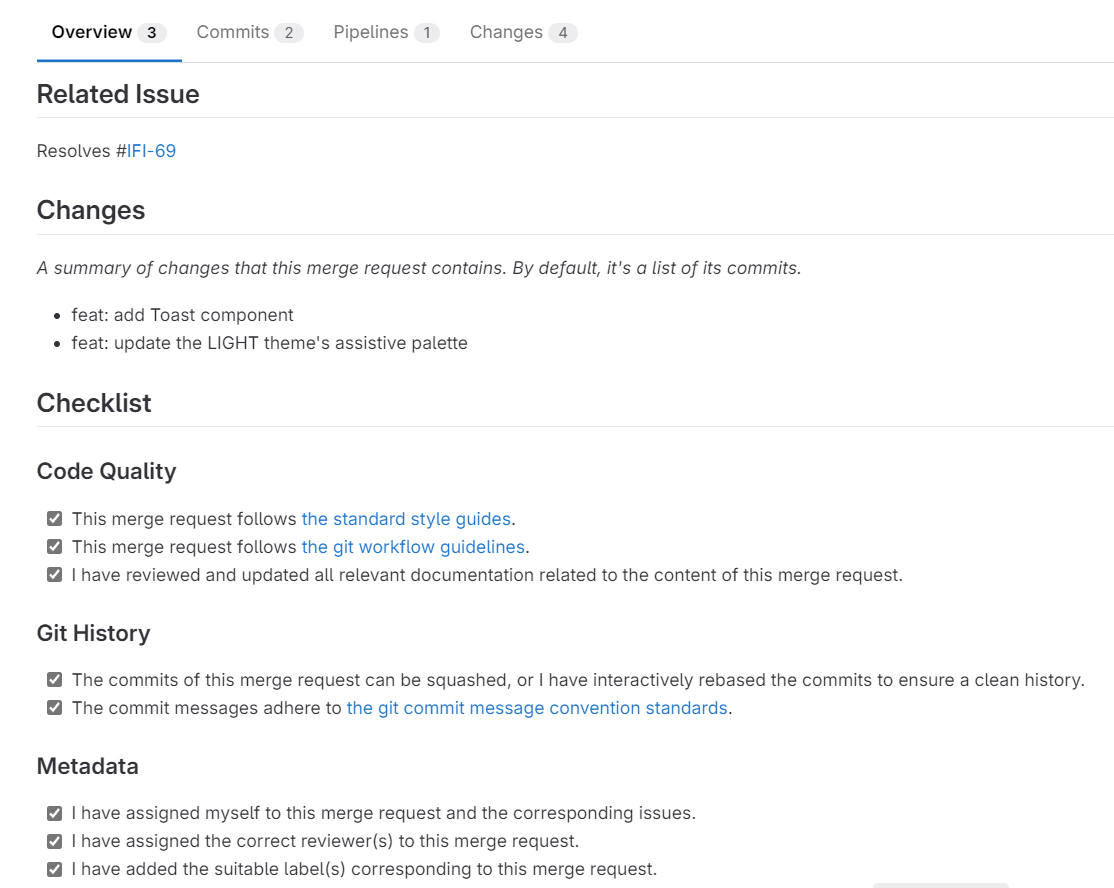 Overview 3 Commits 2 Pipelines 1 Changes 4
Related Issue
Resolves #IFI-69
Changes
A summary of changes that this merge request contains. By default, it's a list of its commits.
• feat: add Toast component
• feat: update the LIGHT theme's assistive palette
Checklist
Code Quality
This merge request follows the standard style guides.
This merge request follows the git workflow guidelines.
I have reviewed and updated all relevant documentation related to the content of this merge request.
Git History
The commits of this merge request can be squashed, or I have interactively rebased the commits to ensure a clean history.
The commit messages adhere to the git commit message convention standards.
Metadata
I have assigned myself to this merge request and the corresponding issues.
I have assigned the correct reviewer(s) to this merge request.
I have added the suitable label(s) corresponding to this merge request.